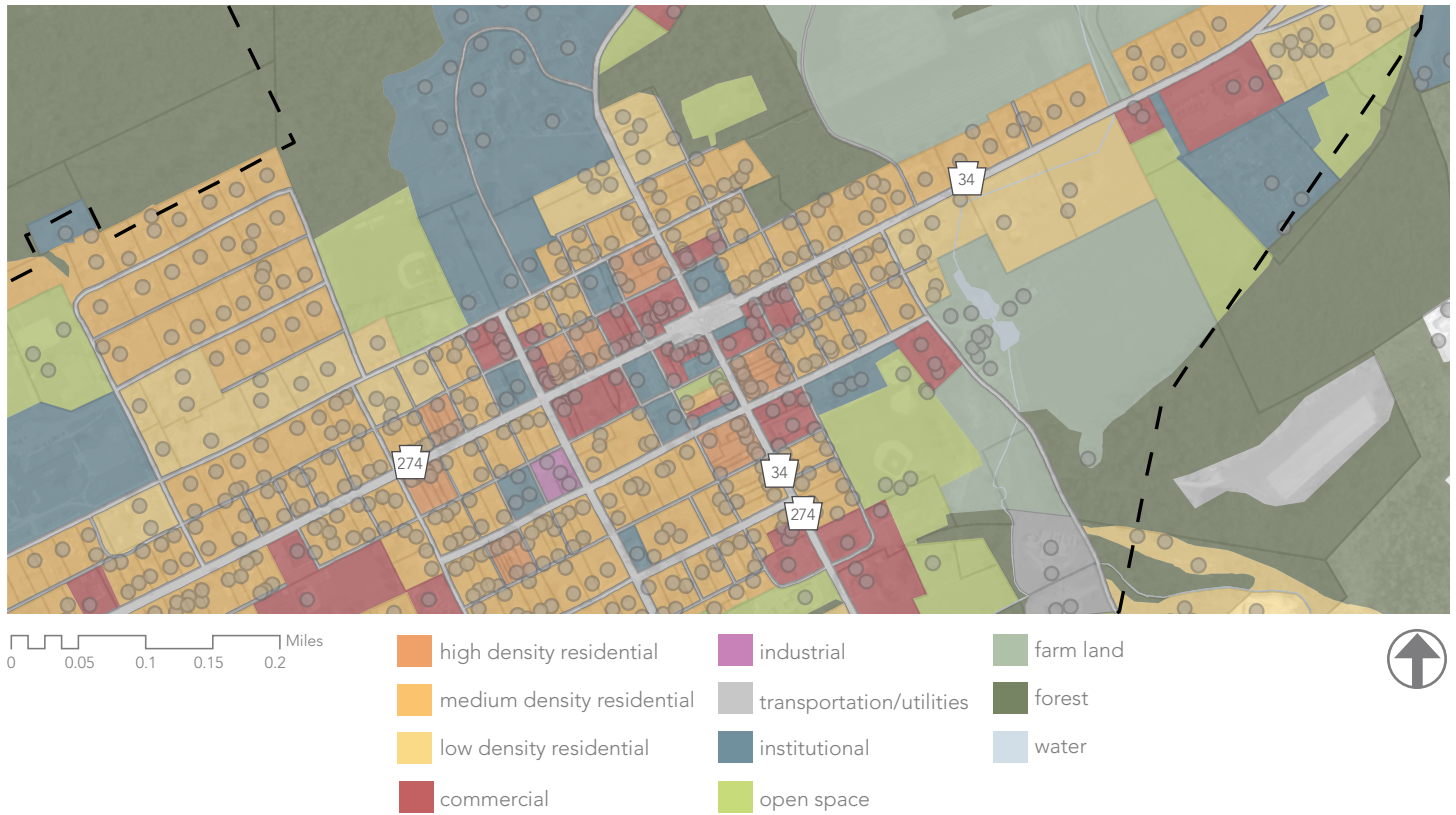 34
274
34
274
Miles
0 0.05 0.1 0.15 0.2
high density residential
medium density residential
low density residential
commercial
industrial
transportation/utilities
institutional
open space
farm land
forest
water